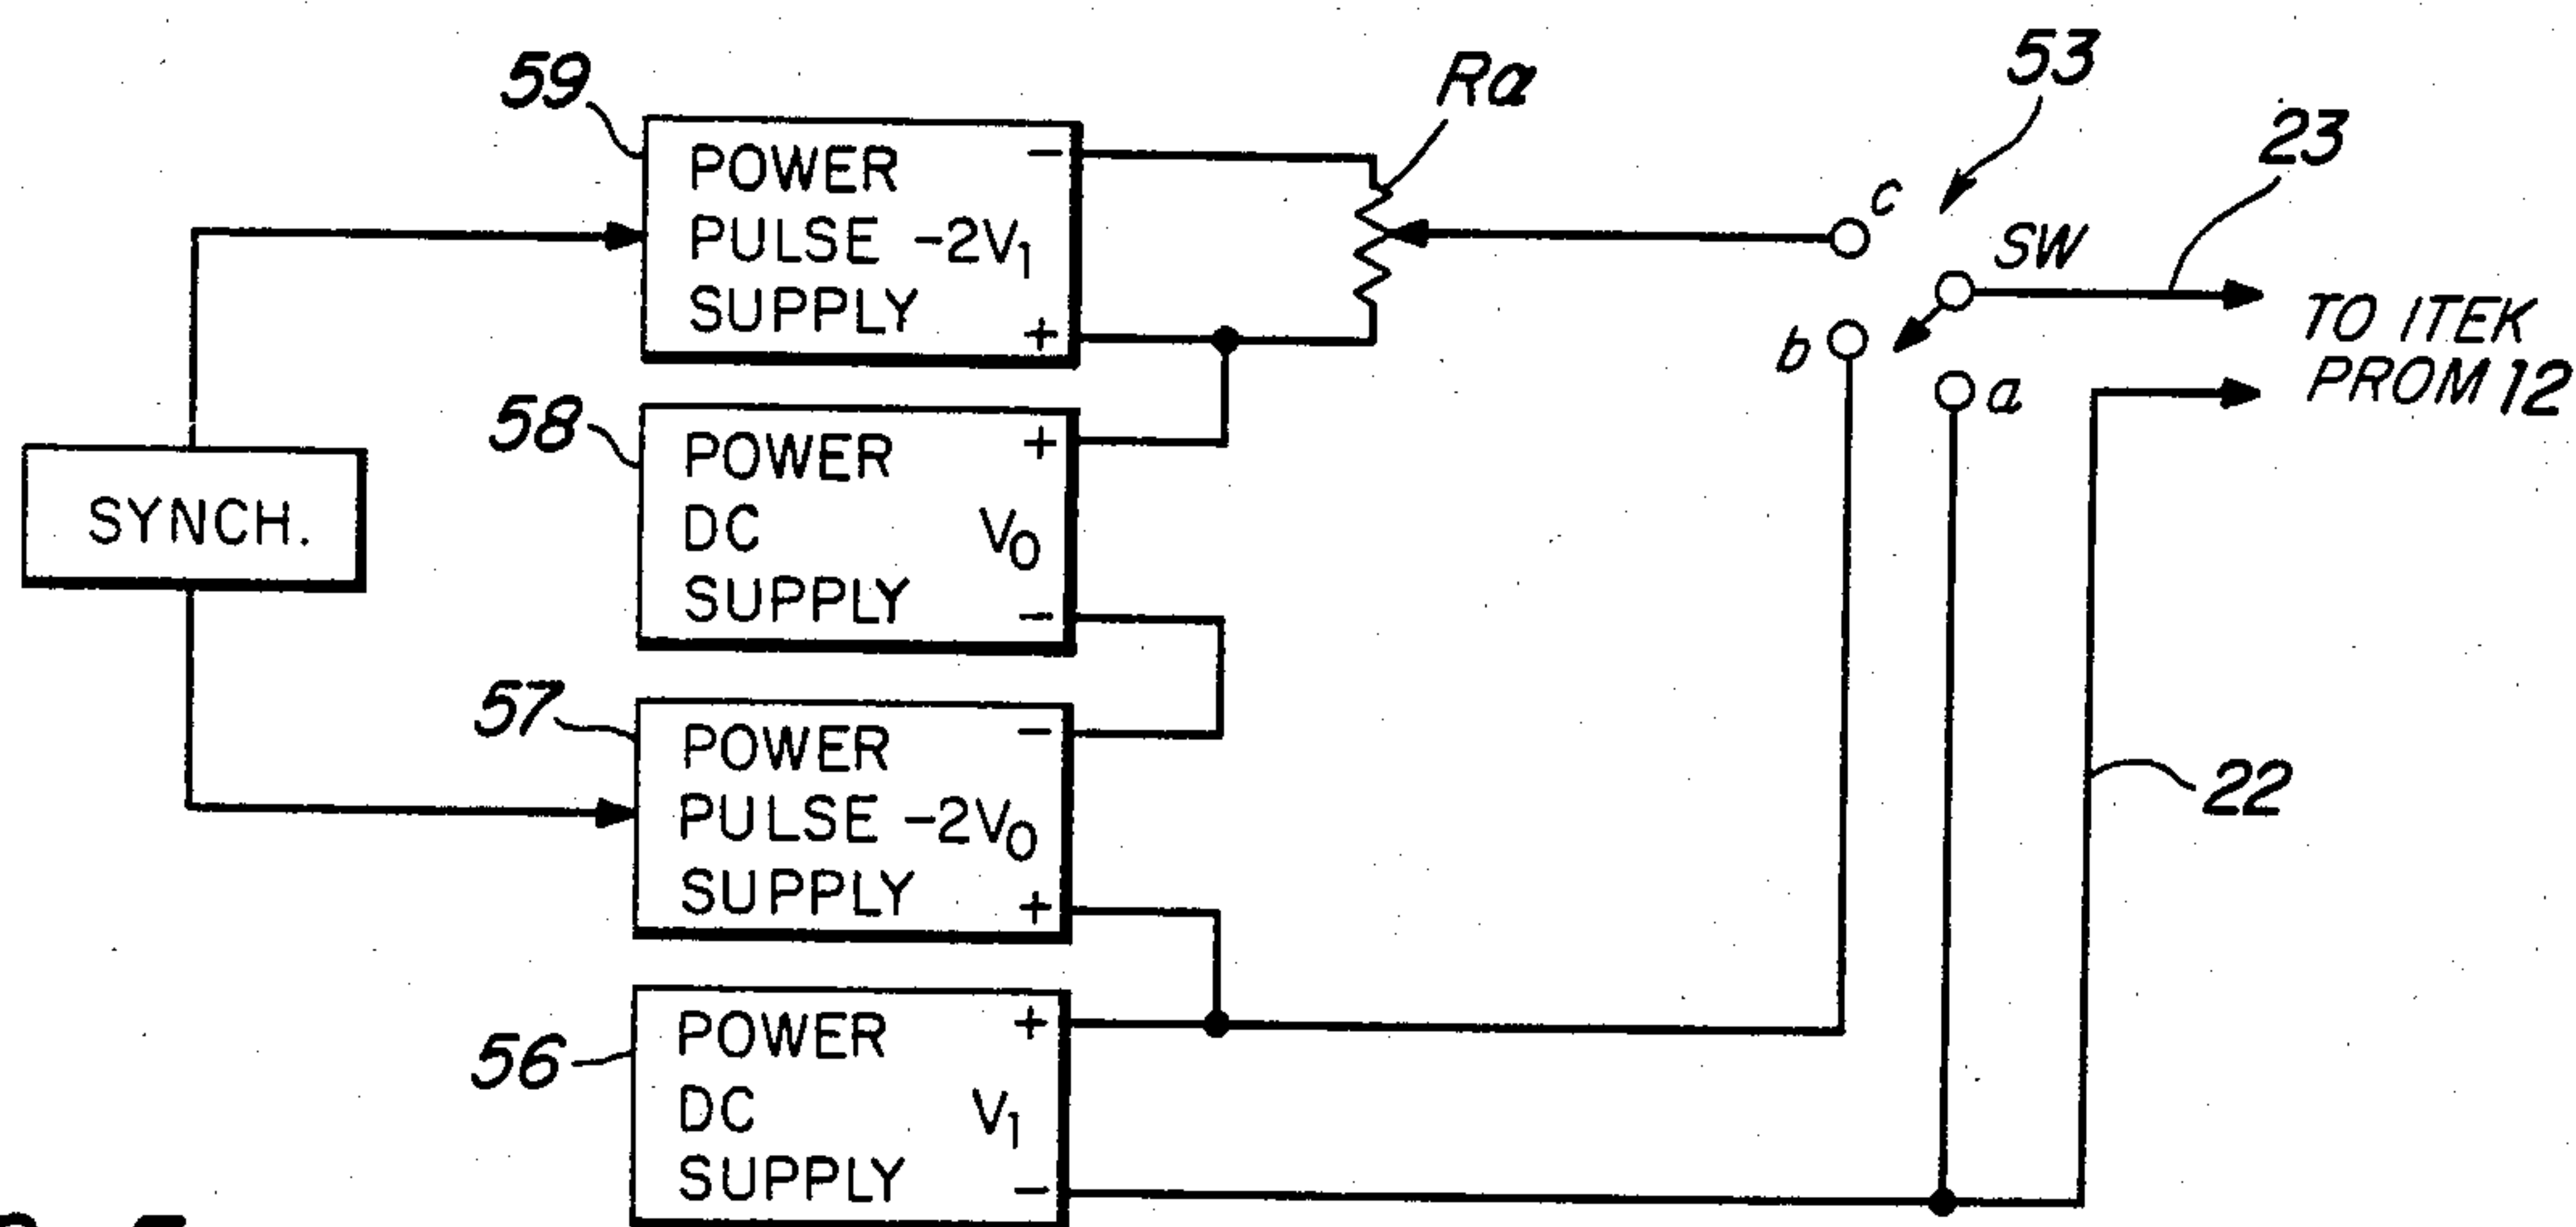 59
Rα
53
23
POWER
PULSE -2V1
SUPPLY
-
+
c
SW
TO ITEK
PROM 12
b
a
58
POWER
DC V0
SUPPLY
+
-
SYNCH.
57
POWER
PULSE -2V0
SUPPLY
-
+
22
56
POWER
DC V1
SUPPLY
+
-